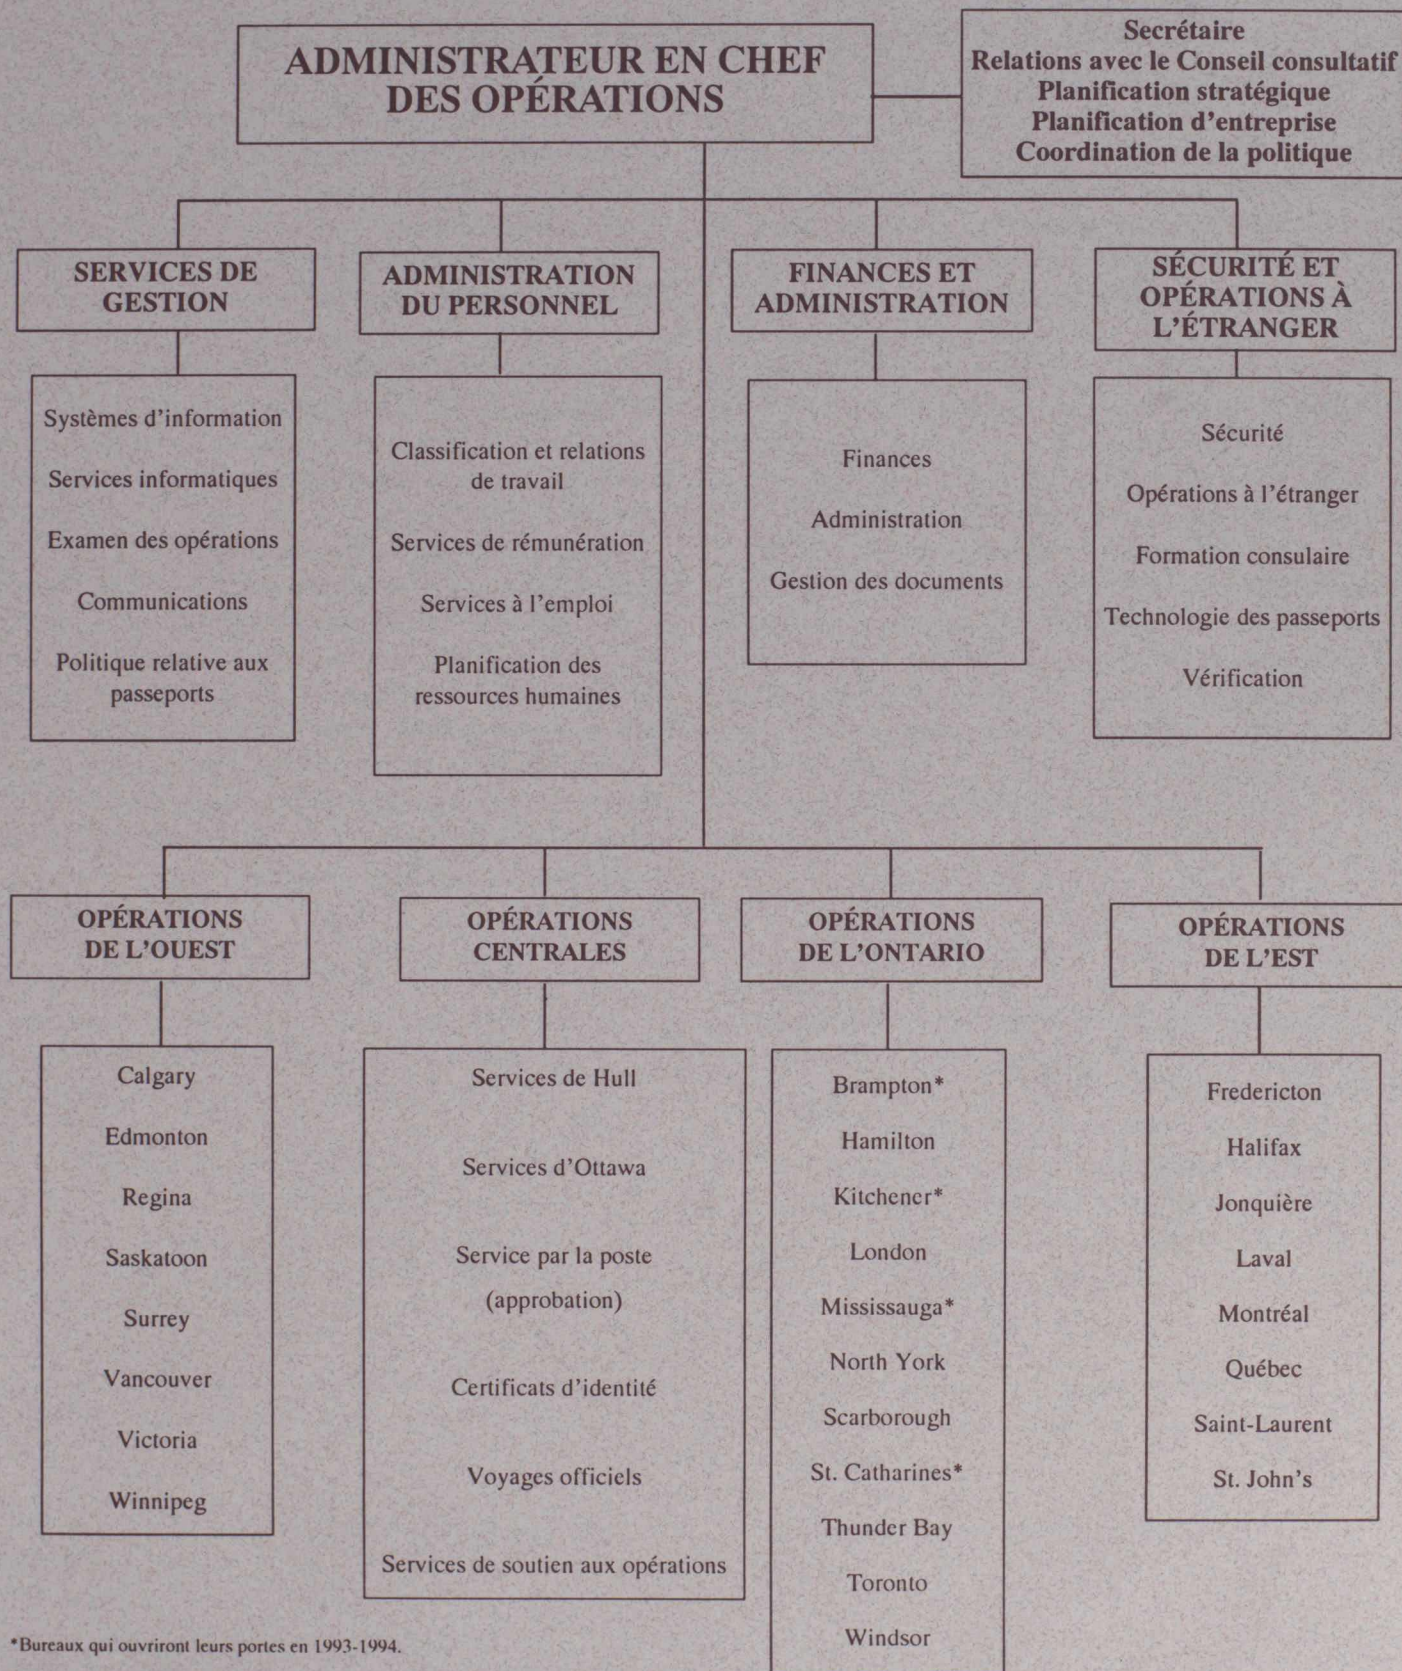 ADMINISTRATEUR EN CHEF
DES OPÉRATIONS
Secrétaire
Relations avec le Conseil consultatif
Planification stratégique
Planification d'entreprise
Coordination de la politique
SERVICES DE
GESTION
Systèmes d'information
Services informatiques
Examen des opérations
Communications
Politique relative aux
passeports
ADMINISTRATION
DU PERSONNEL
Classification et relations
de travail
Services de rémunération
Services à l'emploi
Planification des
ressources humaines
FINANCES ET
ADMINISTRATION
Finances
Administration
Gestion des documents
SÉCURITÉ ET
OPÉRATIONS À
L'ÉTRANGER
Sécurité
Opérations à l'étranger
Formation consulaire
Technologie des passeports
Vérification
OPÉRATIONS
DE L'OUEST
Calgary
Edmonton
Regina
Saskatoon
Surrey
Vancouver
Victoria
Winnipeg
OPÉRATIONS
CENTRALES
Services de Hull
Services d'Ottawa
Service par la poste
(approbation)
Certificats d'identité
Voyages officiels
Services de soutien aux opérations
OPÉRATIONS
DE L'ONTARIO
Brampton*
Hamilton
Kitchener*
London
Mississauga*
North York
Scarborough
St. Catharines*
Thunder Bay
Toronto
Windsor
OPÉRATIONS
DE L'EST
Fredericton
Halifax
Jonquière
Laval
Montréal
Québec
Saint-Laurent
St. John's
*Bureaux qui ouvriront leurs portes en 1993-1994.